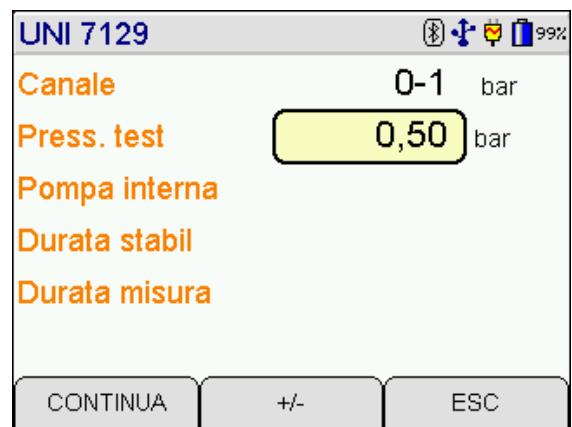 UNI 7129 99%
Canale 0-1 bar
Press. test 0,50 bar
Pompa interna
Durata stabil
Durata misura
CONTINUA +/- ESC